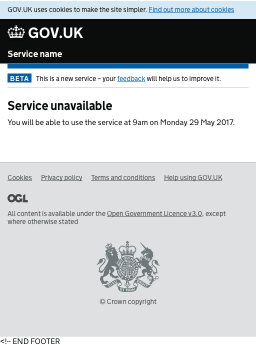 GOV.UK uses cookies to make the site simpler. Find out more about cookies
GOV.UK
Service name
BETA This is a new service – your feedback will help us to improve it.
Service unavailable
You will be able to use the service at 9am on Monday 29 May 2017.
Cookies Privacy policy Terms and conditions Help using GOV.UK
OGL
All content is available under the Open Government Licence v3.0, except
where otherwise stated
© Crown copyright
<!-- END FOOTER